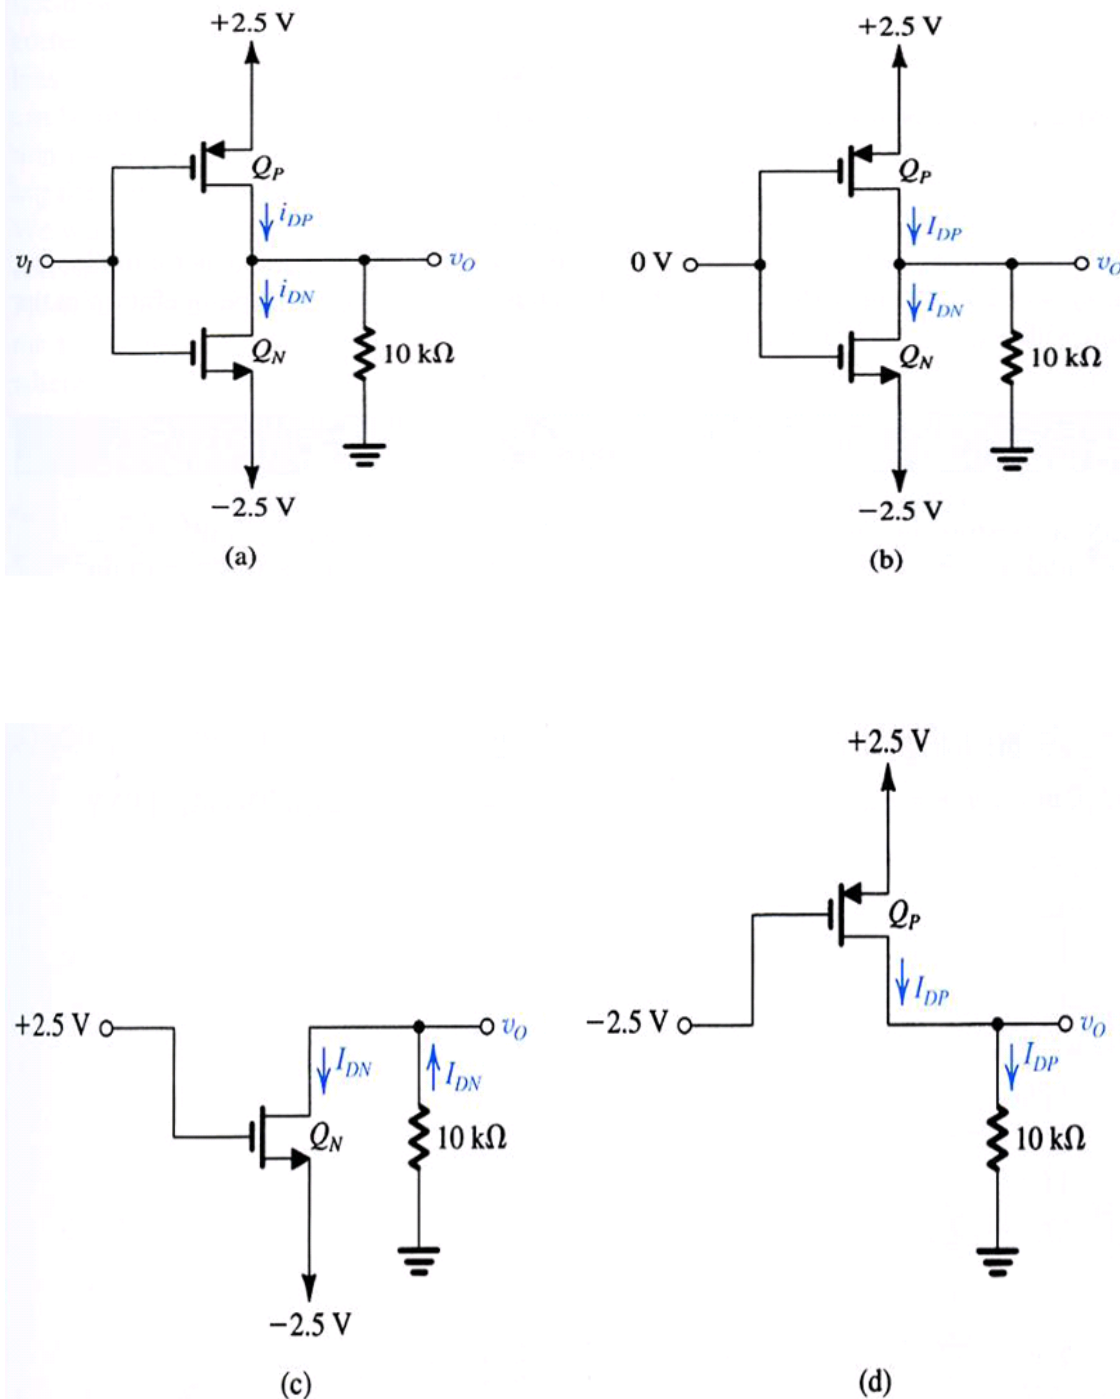 +2.5 V
Q_P
i_DP
v_I
v_O
i_DN
Q_N
10 kΩ
−2.5 V
(a)
+2.5 V
Q_P
I_DP
0 V
v_O
I_DN
Q_N
10 kΩ
−2.5 V
(b)
+2.5 V
v_O
I_DN
I_DN
Q_N
10 kΩ
−2.5 V
(c)
+2.5 V
Q_P
I_DP
−2.5 V
v_O
I_DP
10 kΩ
(d)